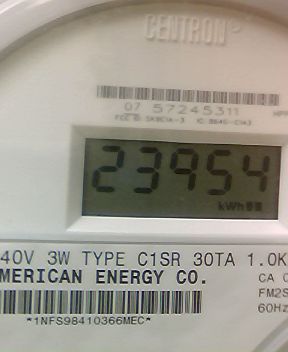 CENTRON
07 57245311
23954
kWh
40V 3W TYPE C1SR 30TA 1.0K
MERICAN ENERGY CO.
CA 0
FM2S
60Hz
*1NFS98410366MEC*